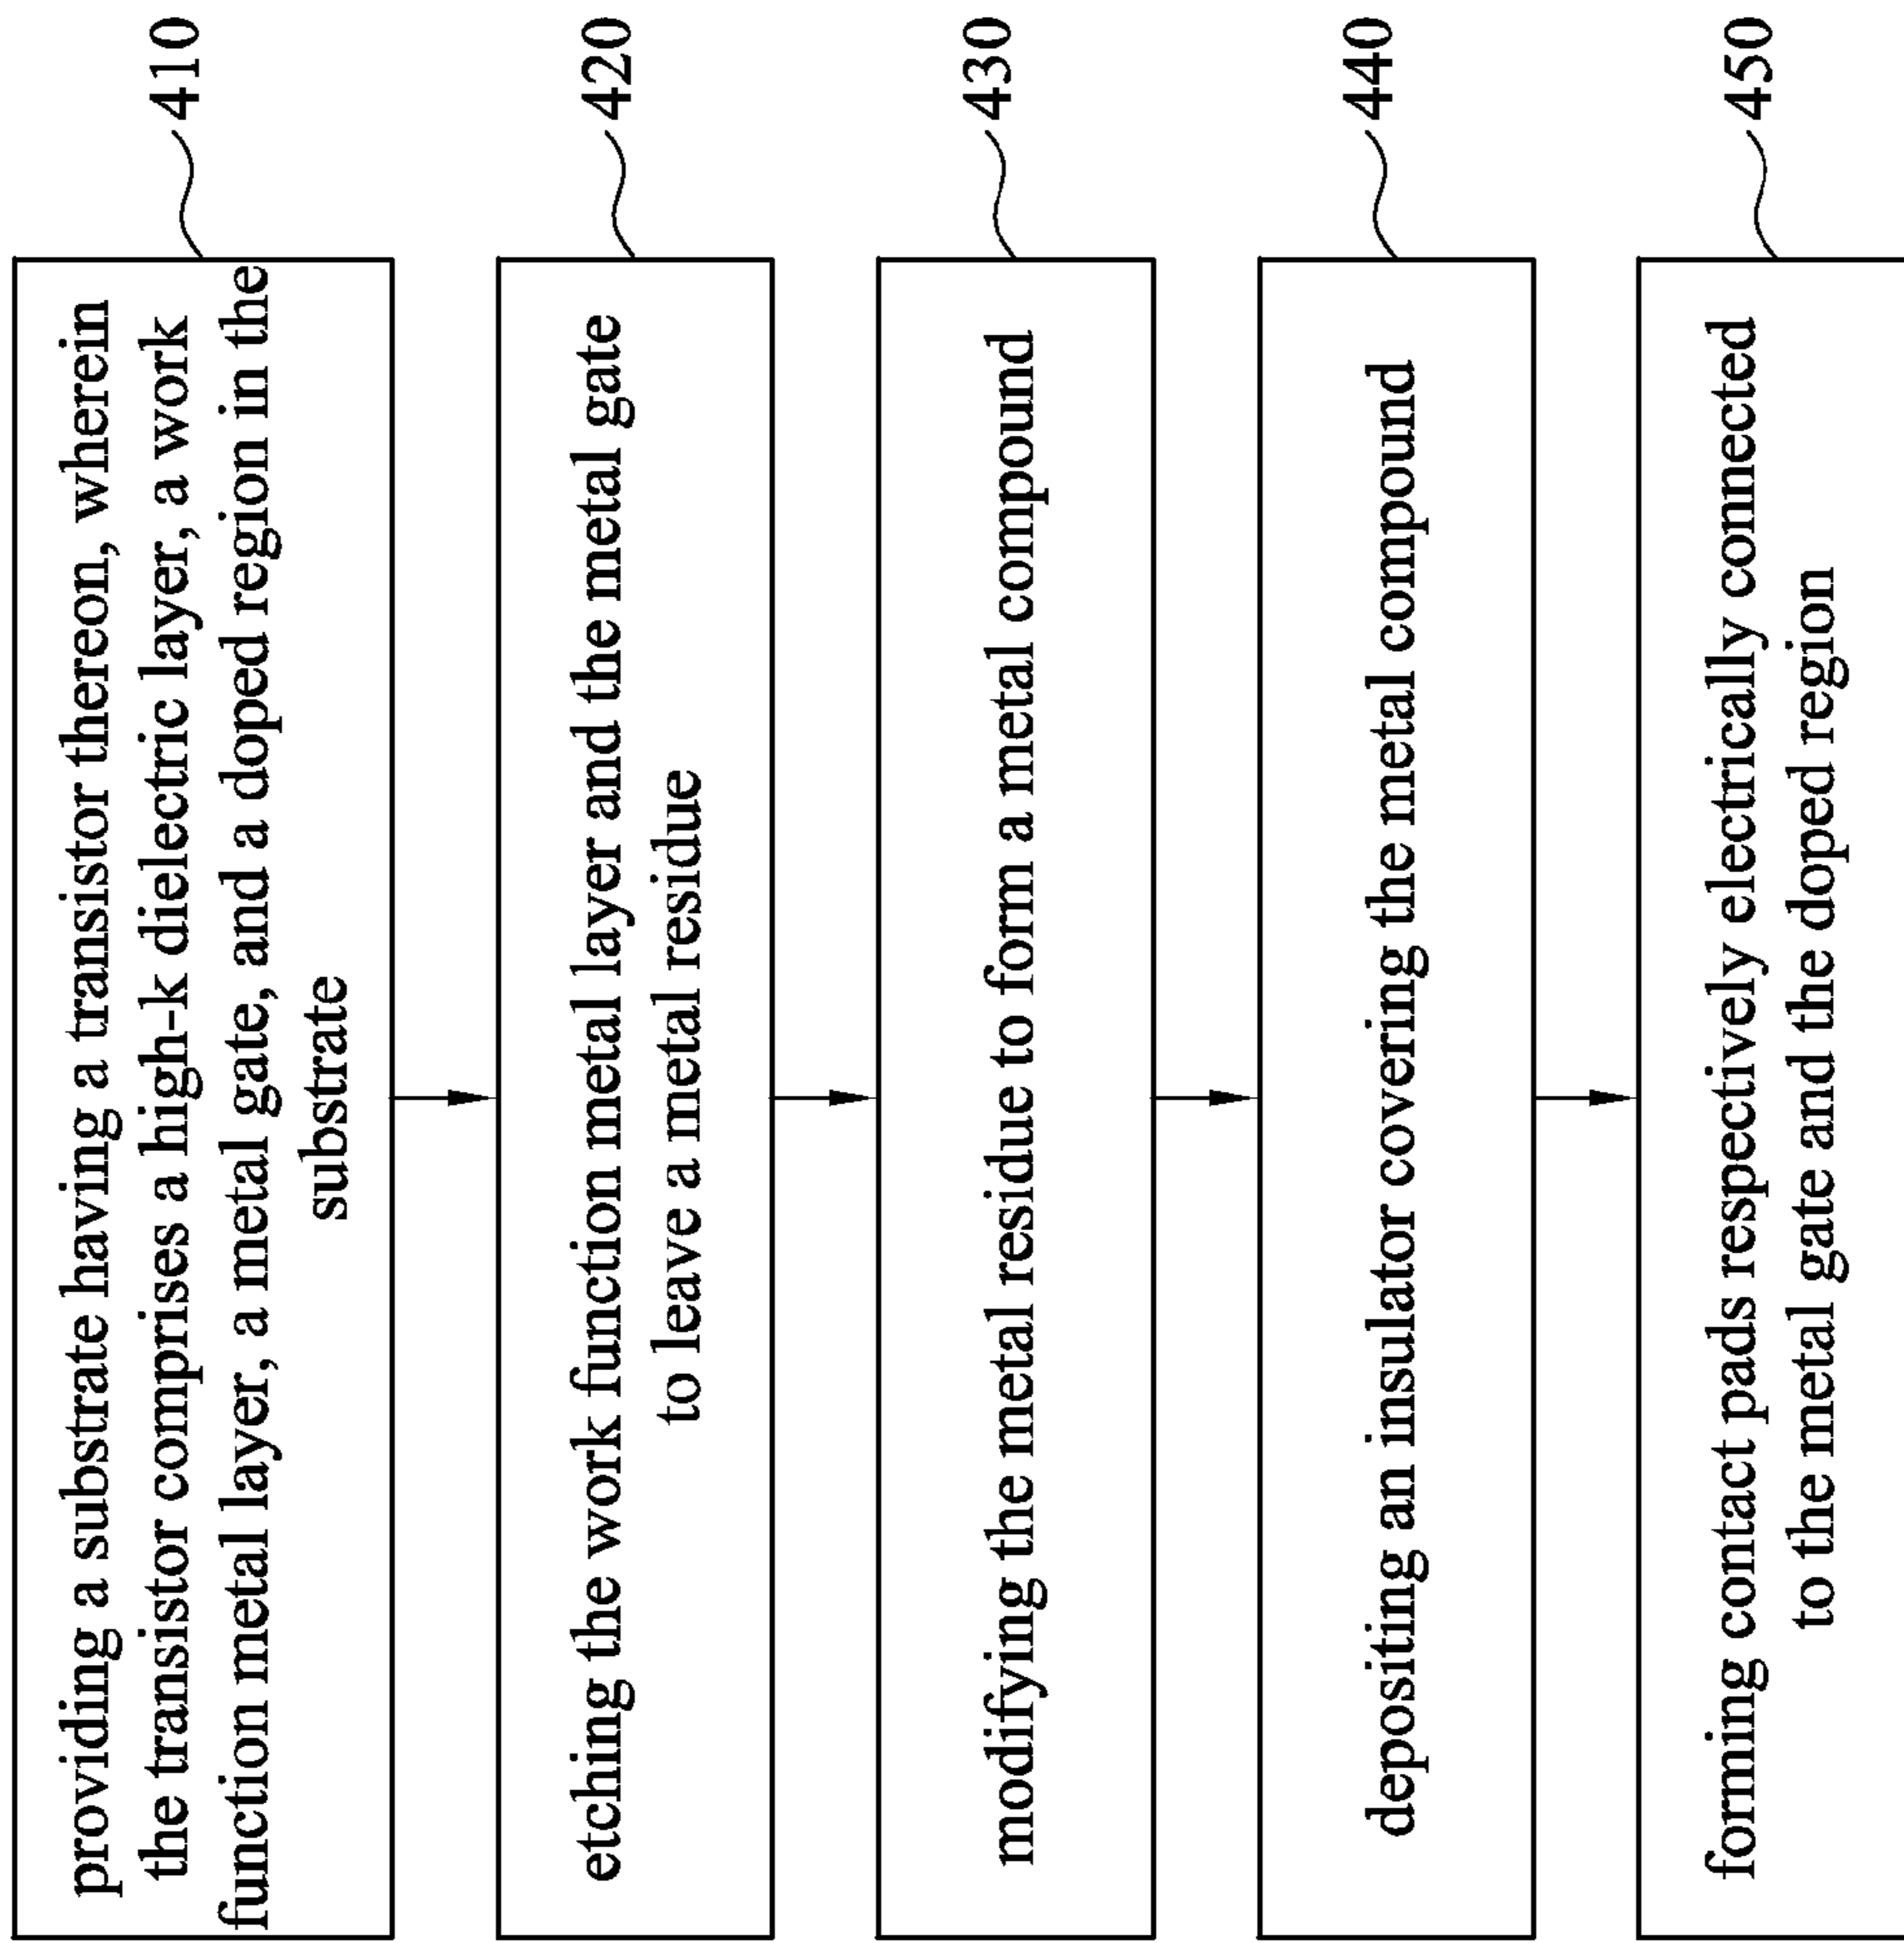 providing a substrate having a transistor thereon, wherein
the transistor comprises a high-k dielectric layer, a work
function metal layer, a metal gate, and a doped region in the
substrate
410
etching the work function metal layer and the metal gate
to leave a metal residue
420
modifying the metal residue to form a metal compound
430
depositing an insulator covering the metal compound
440
forming contact pads respectively electrically connected
to the metal gate and the doped region
450